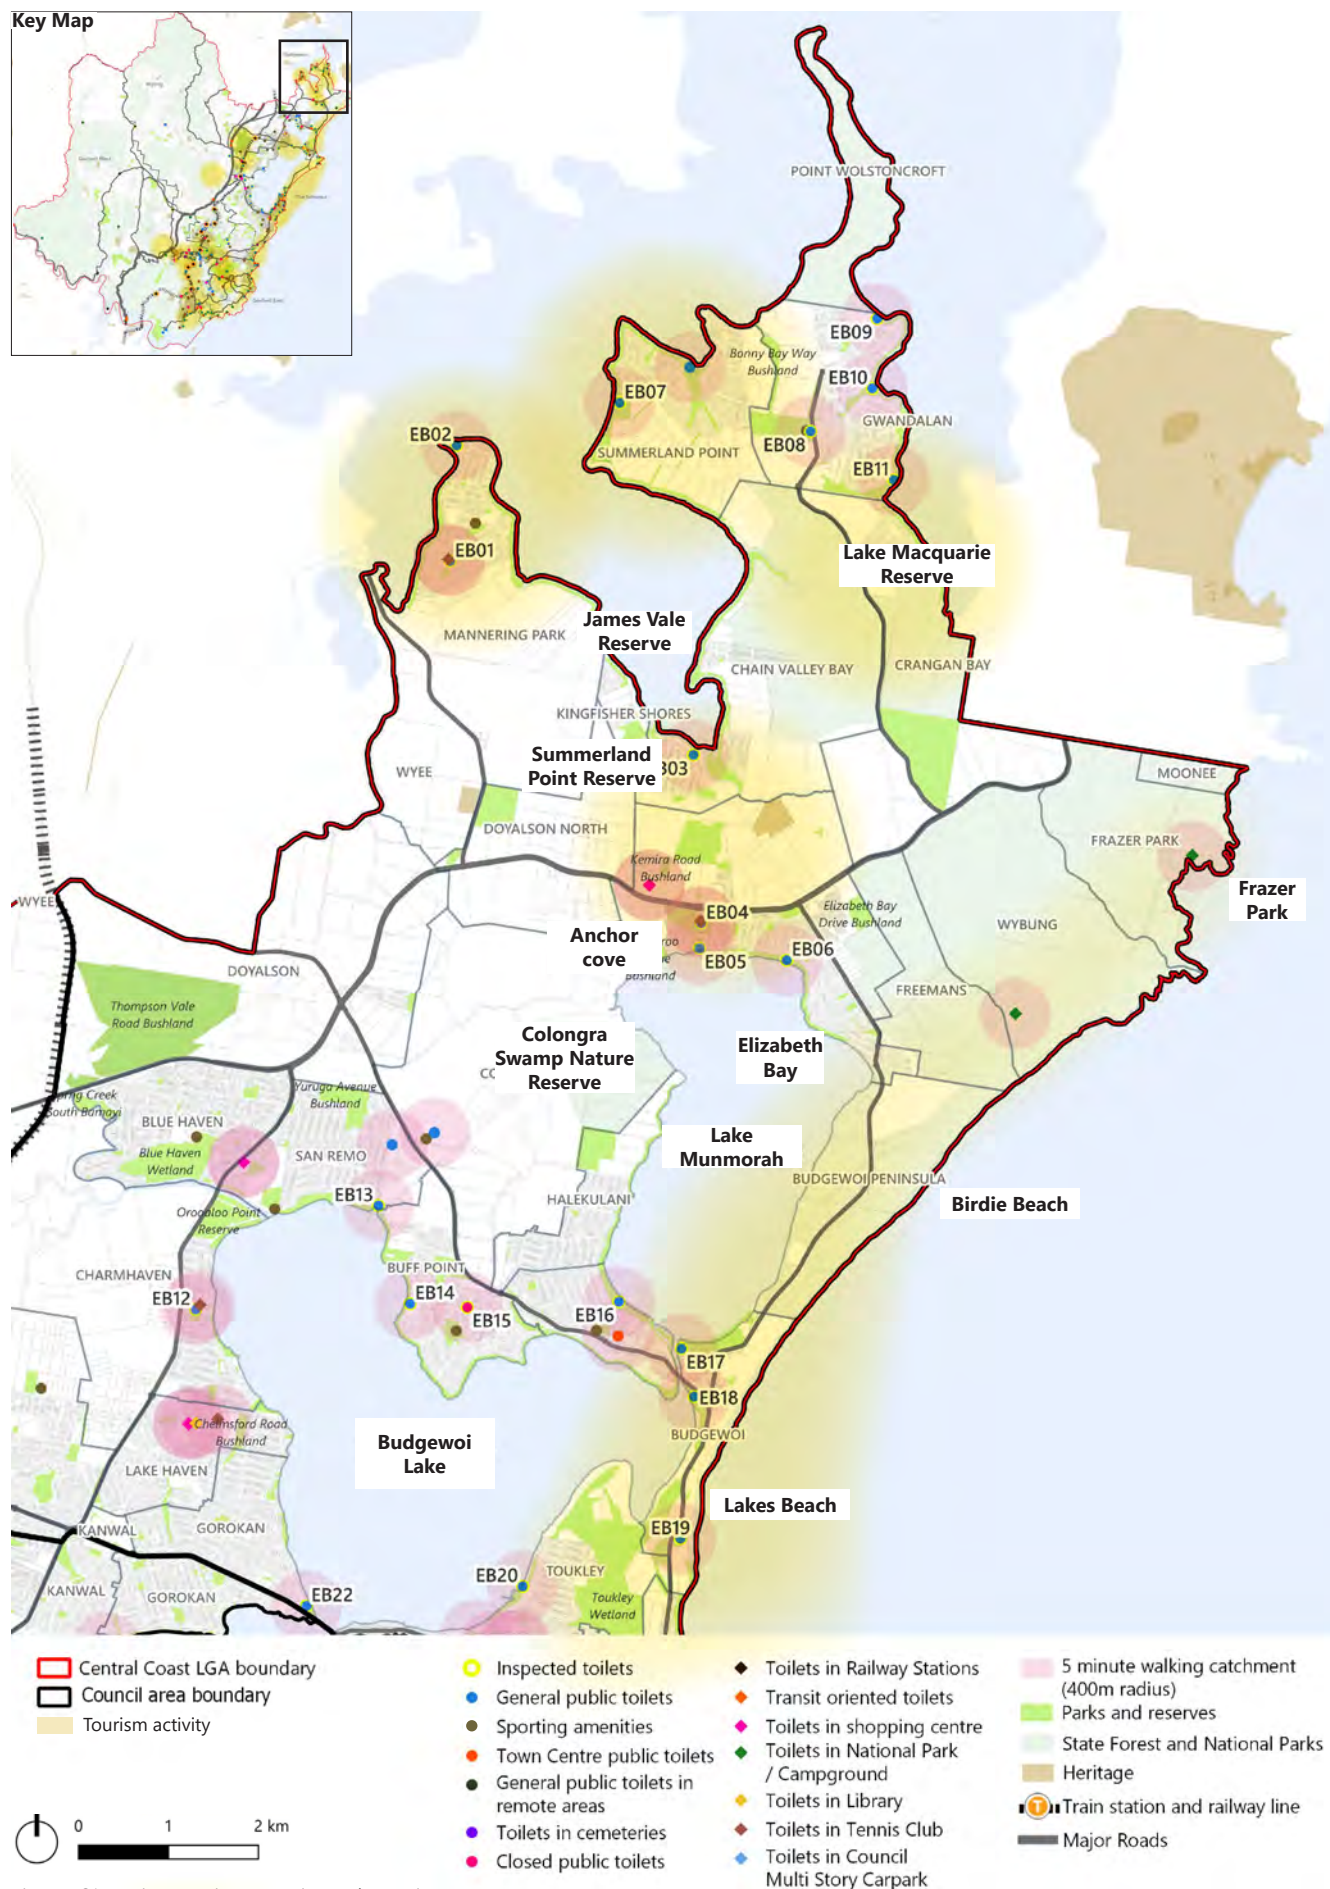 Key Map
POINT WOLSTONCROFT
EB09
Bonny Bay Way
Bushland
EB10
EB07
GWANDALAN
EB02
EB08
SUMMERLAND POINT
EB11
EB01
Lake Macquarie
Reserve
James Vale
Reserve
MANNERING PARK
CHAIN VALLEY BAY
CRANGAN BAY
KINGFISHER SHORES
Summerland
Point Reserve
B03
WYEE
MOONEE
DOYALSON NORTH
FRAZER PARK
Kemira Road
Bushland
Frazer
Park
WYEE
EB04
Elizabeth Bay
Drive Bushland
WYBUNG
Anchor
cove
EB06
EB05
Bushland
DOYALSON
FREEMANS
Thompson Vale
Road Bushland
Colongra
Swamp Nature
Reserve
Elizabeth
Bay
CO
Yuruga Avenue
Bushland
Spring Creek
South Bamayi
BLUE HAVEN
Blue Haven
Wetland
SAN REMO
Lake
Munmorah
BUDGEWOI PENINSULA
EB13
HALEKULANI
Birdie Beach
Orogaloo Point
Reserve
BUFF POINT
CHARMHAVEN
EB12
EB14
EB15
EB16
EB17
EB18
Chelmsford Road
Bushland
BUDGEWOI
Budgewoi
Lake
LAKE HAVEN
Lakes Beach
KANWAL
GOROKAN
EB19
EB20
TOUKLEY
KANWAL
GOROKAN
EB22
Toukley
Wetland
Central Coast LGA boundary
Council area boundary
Tourism activity
0 1 2 km
Inspected toilets
General public toilets
Sporting amenities
Town Centre public toilets
General public toilets in
remote areas
Toilets in cemeteries
Closed public toilets
Toilets in Railway Stations
Transit oriented toilets
Toilets in shopping centre
Toilets in National Park
/ Campground
Toilets in Library
Toilets in Tennis Club
Toilets in Council
Multi Story Carpark
5 minute walking catchment
(400m radius)
Parks and reserves
State Forest and National Parks
Heritage
T
Train station and railway line
Major Roads